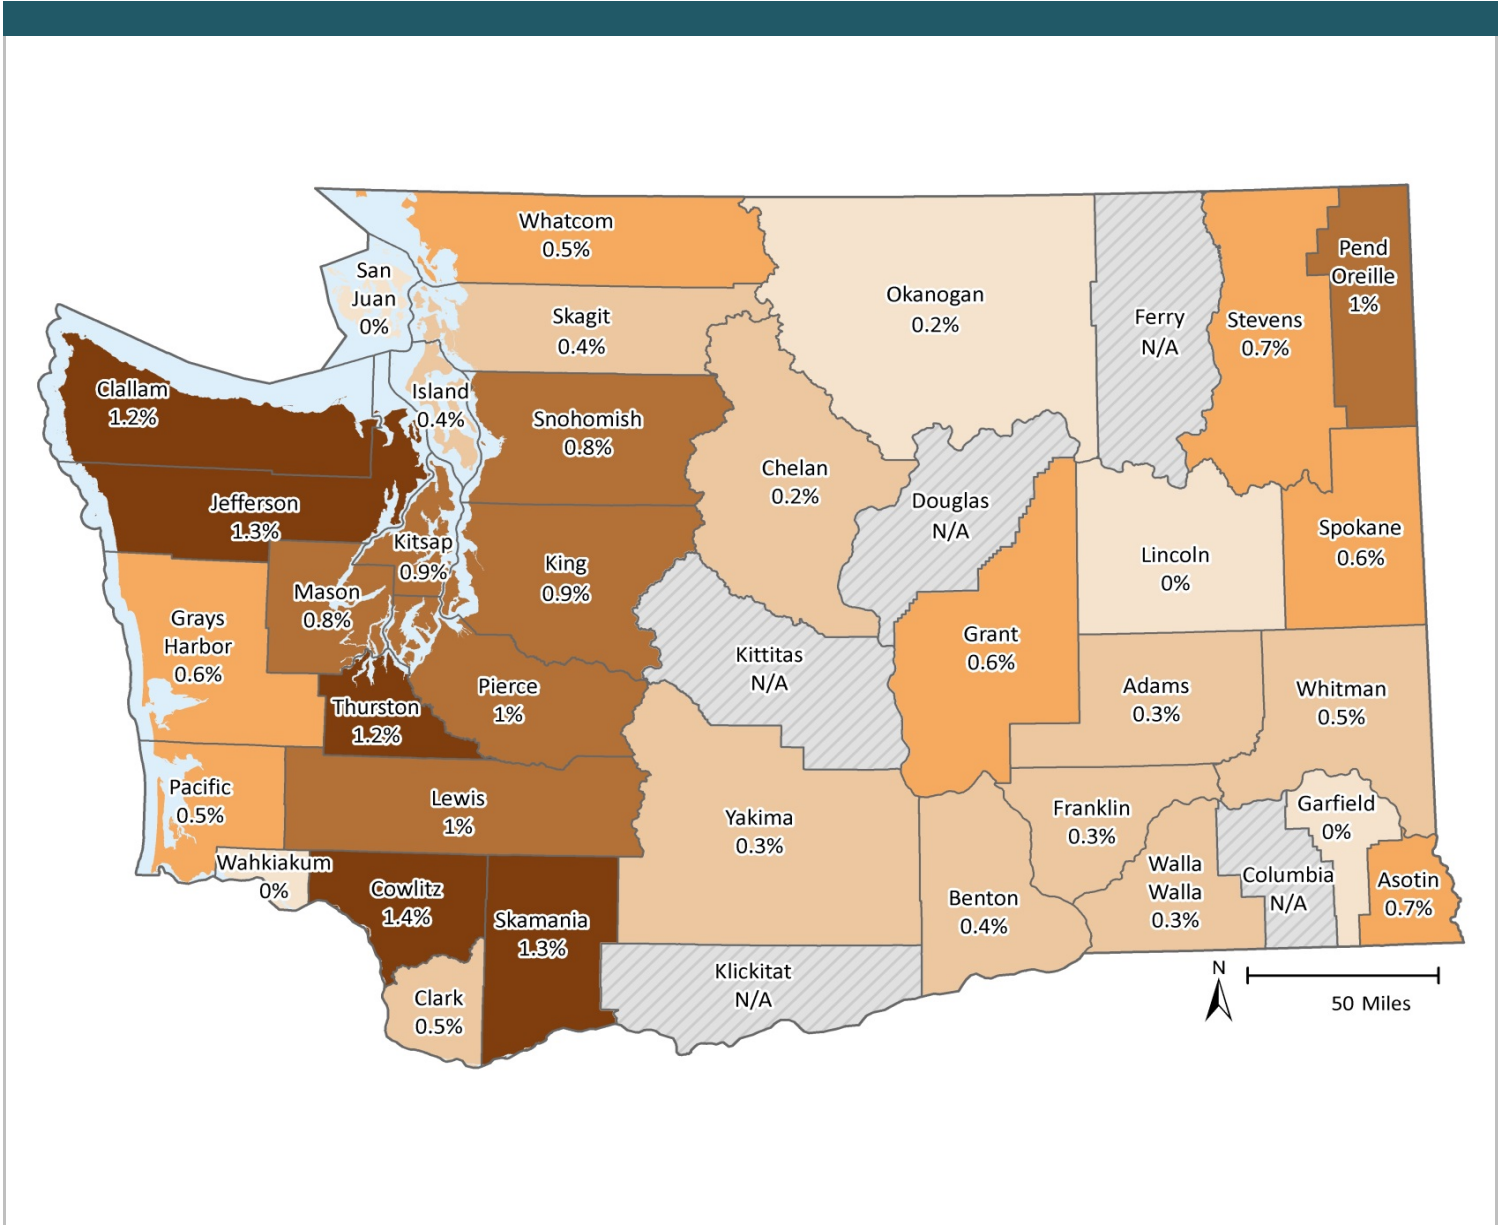 Whatcom
0.5%
San
Juan
0%
Skagit
0.4%
Okanogan
0.2%
Ferry
N/A
Stevens
0.7%
Pend
Oreille
1%
Clallam
1.2%
Island
0.4%
Snohomish
0.8%
Chelan
0.2%
Douglas
N/A
Jefferson
1.3%
Kitsap
0.9%
King
0.9%
Lincoln
0%
Spokane
0.6%
Mason
0.8%
Grays
Harbor
0.6%
Kittitas
N/A
Grant
0.6%
Adams
0.3%
Whitman
0.5%
Thurston
1.2%
Pierce
1%
Pacific
0.5%
Lewis
1%
Yakima
0.3%
Franklin
0.3%
Garfield
0%
Wahkiakum
0%
Cowlitz
1.4%
Skamania
1.3%
Benton
0.4%
Walla
Walla
0.3%
Columbia
N/A
Asotin
0.7%
Clark
0.5%
Klickitat
N/A
N
50 Miles